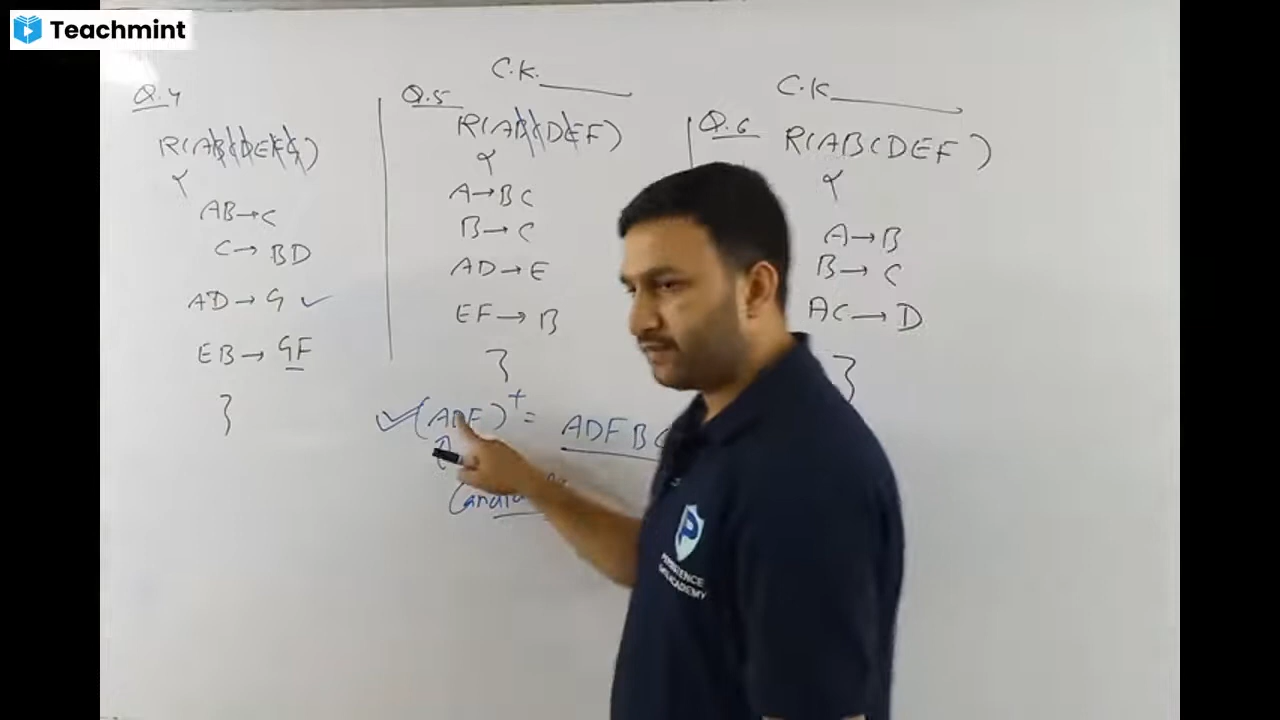 Teachmint
Q.4
R(ABCDEFG)
{
AB→C
C→BD
AD→G ✓
EB→GF
}
C.K.
Q.5
R(ABCDEF)
{
A→BC
B→C
AD→E
EF→B
}
✓(ADF)+ = ADFBC
C.K
Q.6 R(ABCDEF)
{
A→B
B→C
AC→D
}
P